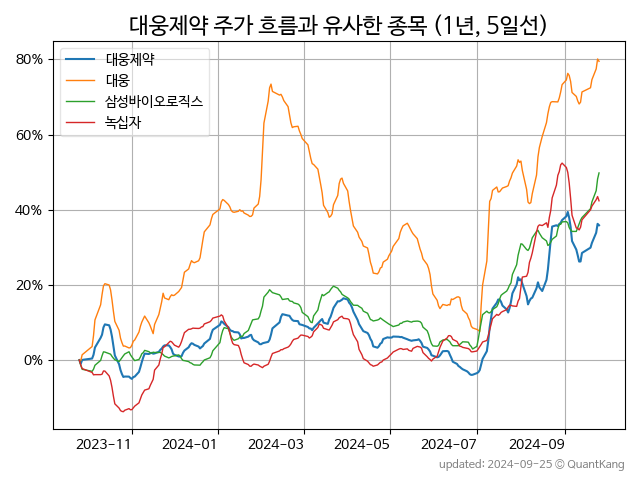 대웅제약 주가 흐름과 유사한 종목 (1년, 5일선)
대웅제약
대웅
삼성바이오로직스
녹십자
80%
60%
40%
20%
0%
2023-11
2024-01
2024-03
2024-05
2024-07
2024-09
updated: 2024-09-25 © QuantKang